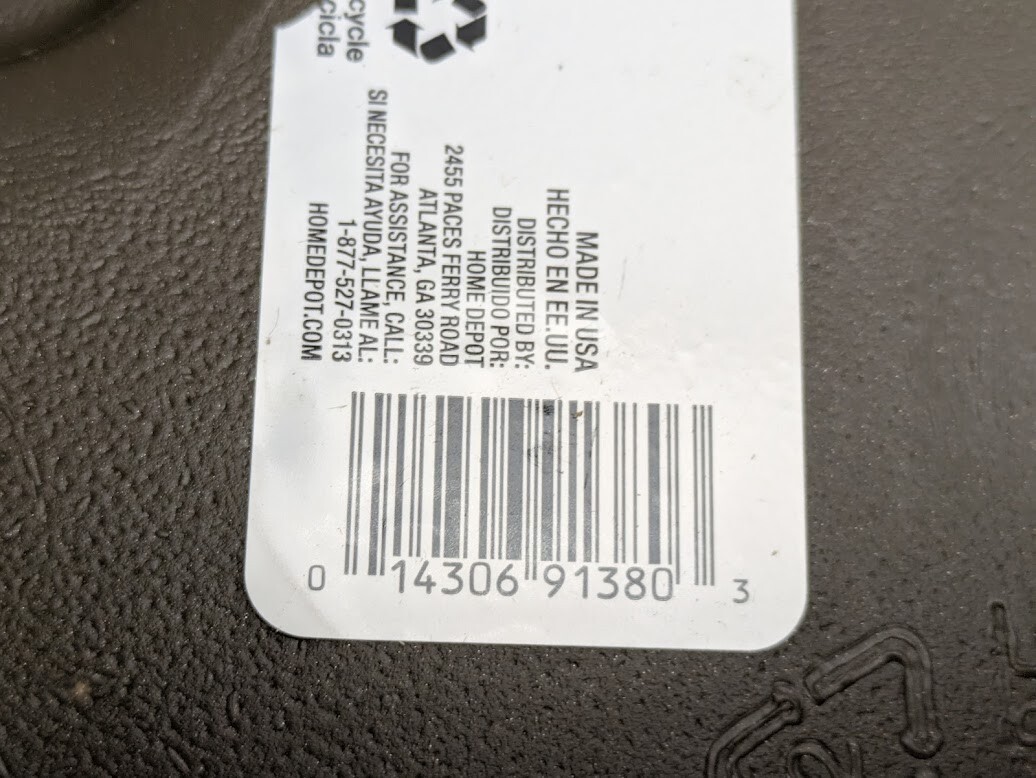 cycle
cicla
MADE IN USA
HECHO EN EE.UU.
DISTRIBUTED BY:
DISTRIBUIDO POR:
HOME DEPOT
2455 PACES FERRY ROAD
ATLANTA, GA 30339
FOR ASSISTANCE, CALL:
SI NECESITA AYUDA, LLAME AL:
1-877-527-0313
HOMEDEPOT.COM
0 14306 91380 3